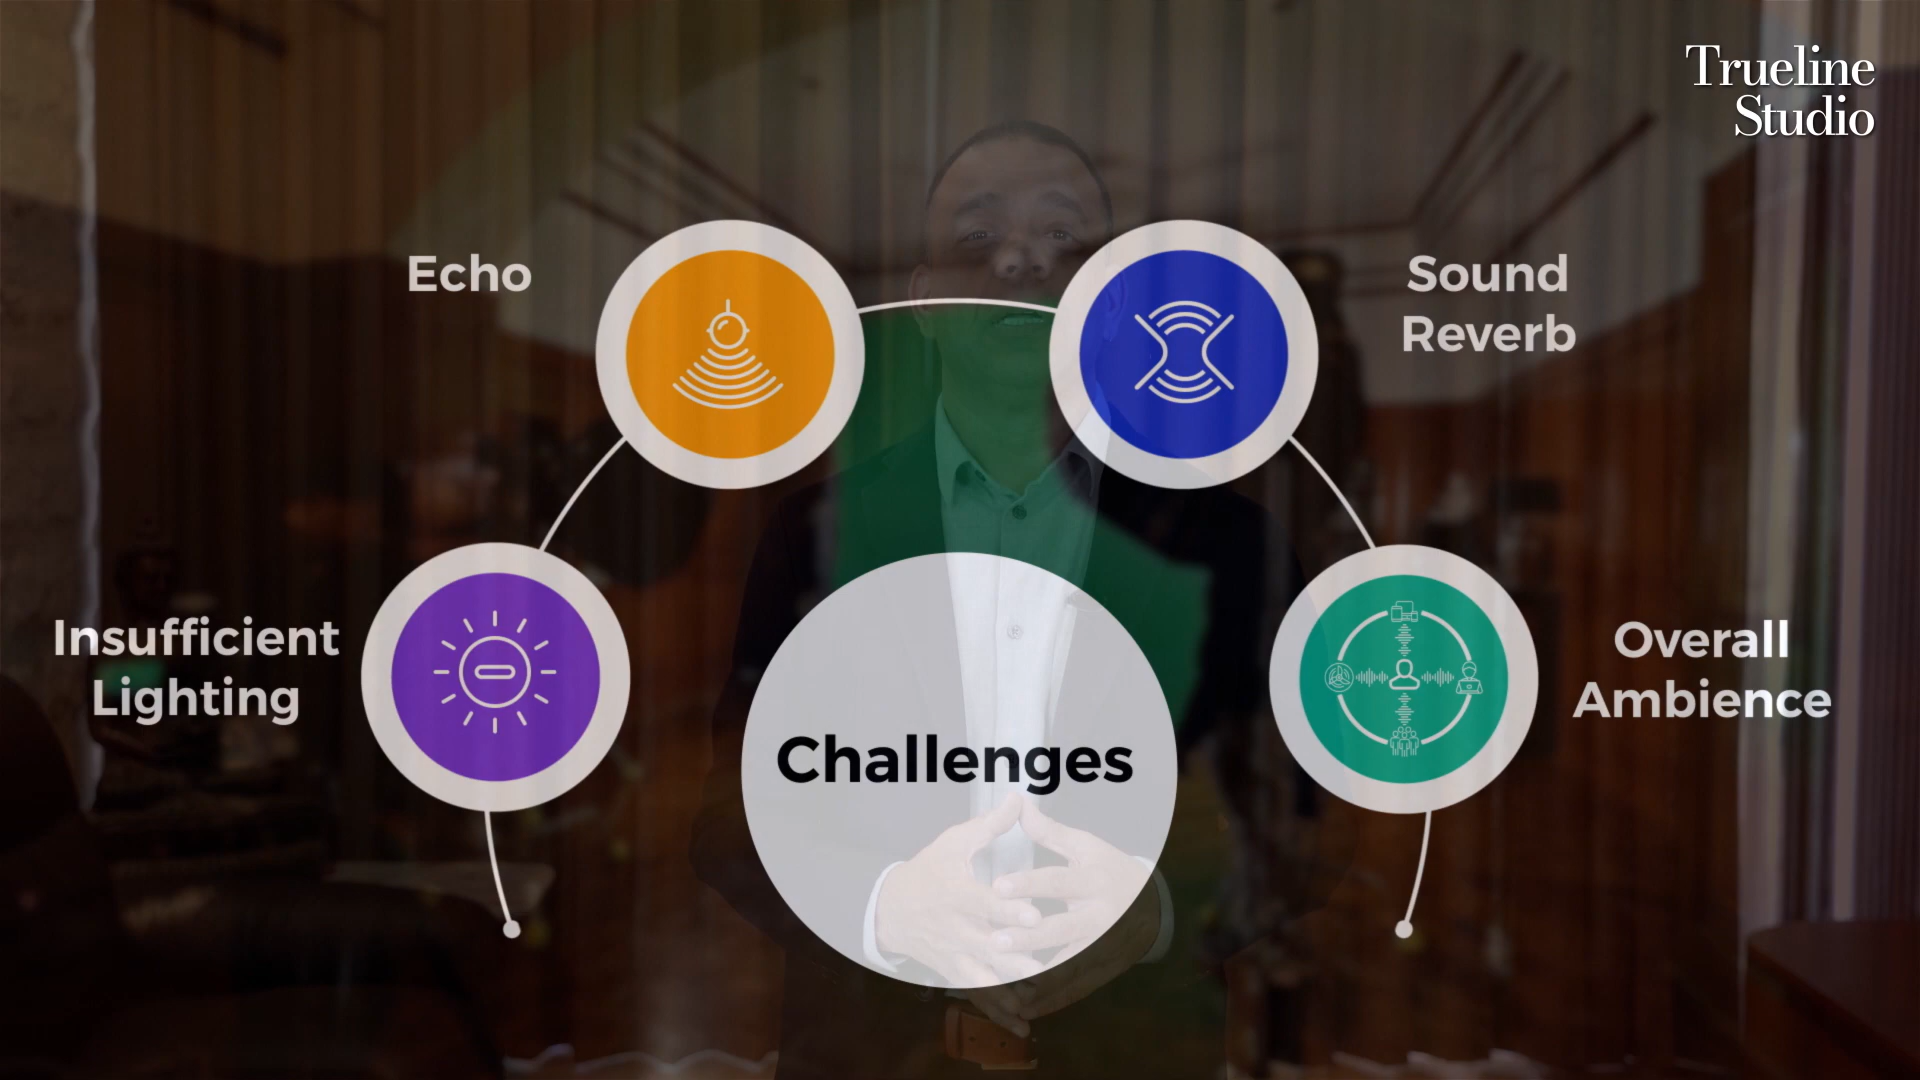 Trueline
Studio
Echo
Sound
Reverb
Insufficient
Lighting
Overall
Ambience
Challenges